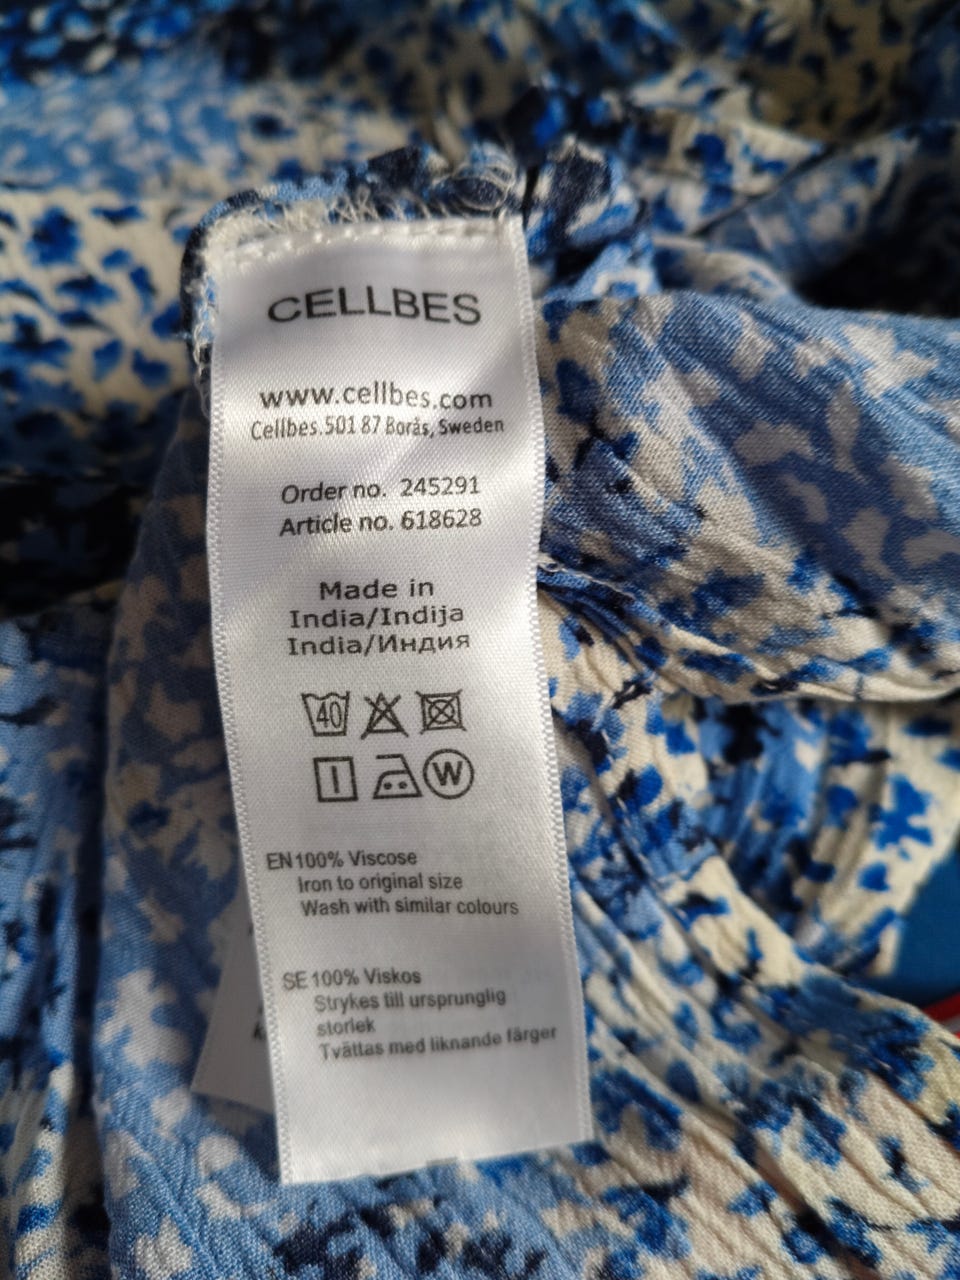 CELLBES
www.cellbes.com
Cellbes.501 87 Borås, Sweden
Order no. 245291
Article no. 618628
Made in
India/Indija
India/Индия
40
I
W
EN 100% Viscose
Iron to original size
Wash with similar colours
SE 100% Viskos
Strykes till ursprunglig
storlek
Tvättas med liknande färger